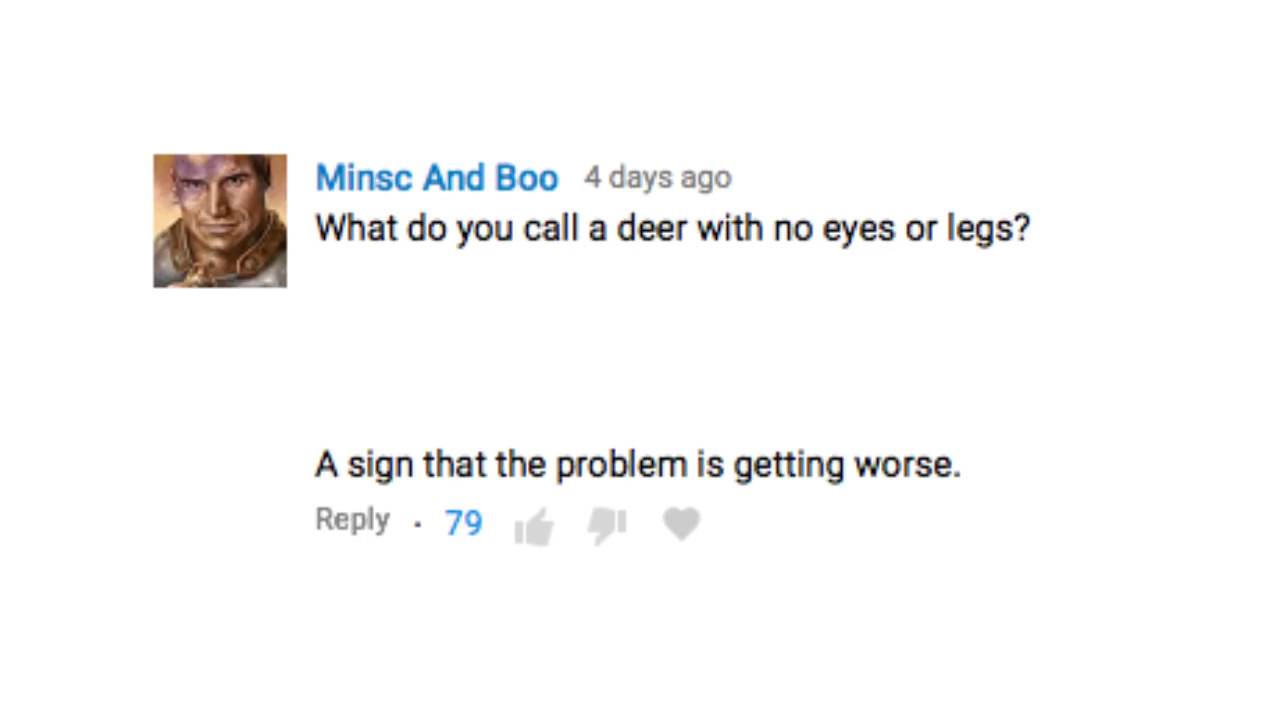 Minsc And Boo 4 days ago
What do you call a deer with no eyes or legs?
A sign that the problem is getting worse.
Reply · 79